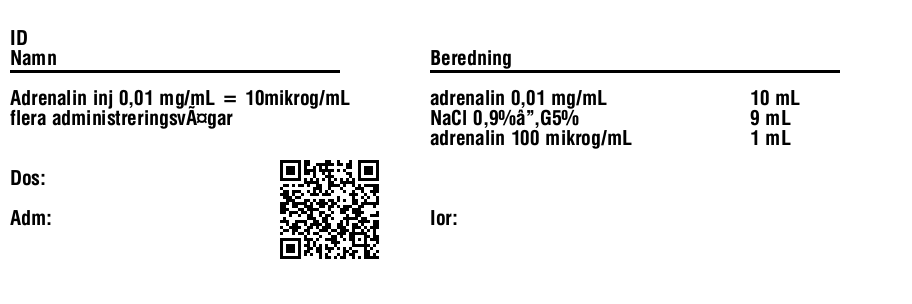 ID
Namn
Adrenalin inj 0,01 mg/mL = 10mikrog/mL
flera administreringsvÃ¤gar
Dos:
Adm:
Beredning
adrenalin 0,01 mg/mL 10 mL
NaCl 0,9%â”‚G5% 9 mL
adrenalin 100 mikrog/mL 1 mL
Ior: